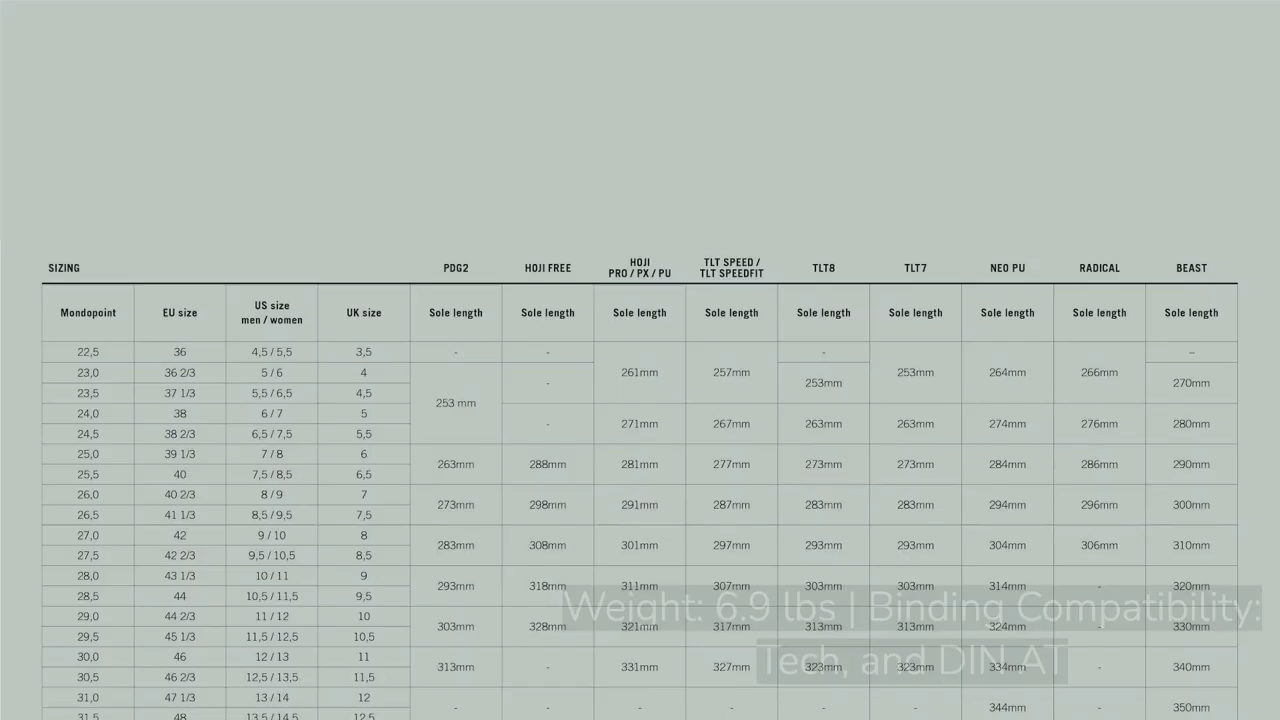 SIZING PDG2 HOJI FREE HOJI PRO / PX / PU TLT SPEED / TLT SPEEDFIT TLT8 TLT7 NEO PU RADICAL BEAST
Mondopoint EU size US size men / women UK size Sole length Sole length Sole length Sole length Sole length Sole length Sole length Sole length Sole length
22,5 36 4,5 / 5,5 3,5 - - - –
23,0 36 2/3 5 / 6 4 261mm 257mm 253mm 264mm 266mm
23,5 37 1/3 5,5 / 6,5 4,5 253 mm - 253mm 270mm
24,0 38 6 / 7 5
24,5 38 2/3 6,5 / 7,5 5,5 - 271mm 267mm 263mm 263mm 274mm 276mm 280mm
25,0 39 1/3 7 / 8 6
25,5 40 7,5 / 8,5 6,5 263mm 288mm 281mm 277mm 273mm 273mm 284mm 286mm 290mm
26,0 40 2/3 8 / 9 7
26,5 41 1/3 8,5 / 9,5 7,5 273mm 298mm 291mm 287mm 283mm 283mm 294mm 296mm 300mm
27,0 42 9 / 10 8
27,5 42 2/3 9,5 / 10,5 8,5 283mm 308mm 301mm 297mm 293mm 293mm 304mm 306mm 310mm
28,0 43 1/3 10 / 11 9
28,5 44 10,5 / 11,5 9,5 293mm 318mm 311mm 307mm 303mm 303mm 314mm - 320mm
29,0 44 2/3 11 / 12 10
29,5 45 1/3 11,5 / 12,5 10,5 303mm 328mm 321mm 317mm 313mm 313mm 324mm - 330mm
30,0 46 12 / 13 11
30,5 46 2/3 12,5 / 13,5 11,5 313mm - 331mm 327mm 323mm 323mm 334mm - 340mm
31,0 47 1/3 13 / 14 12
31,5 48 13,5 / 14,5 12,5 - - - - - - 344mm - 350mm
Weight: 6.9 lbs | Binding Compatibility:
Tech, and DIN AT